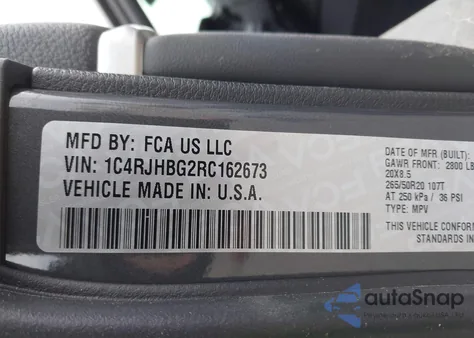 MFD BY: FCA US LLC
VIN: 1C4RJHBG2RC162673
VEHICLE MADE IN: U.S.A.
DATE OF MFR (BUILT):
GAWR FRONT: 2800 LB
20X8.5
265/50R20 107T
AT 250 kPa / 36 PSI
TYPE: MPV
THIS VEHICLE CONFORM
STANDARDS IN
autoSnap